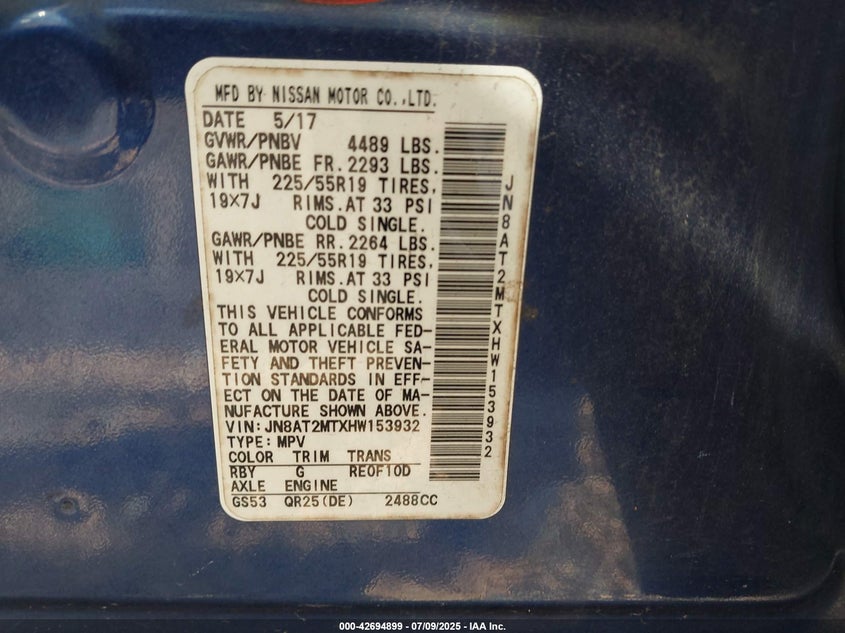 MFD BY NISSAN MOTOR CO.,LTD.
DATE 5/17
GVWR/PNBV 4489 LBS.
GAWR/PNBE FR.2293 LBS.
WITH 225/55R19 TIRES,
19×7J RIMS.AT 33 PSI
COLD SINGLE.
GAWR/PNBE RR.2264 LBS.
WITH 225/55R19 TIRES.
19×7J RIMS.AT 33 PSI
COLD SINGLE.
THIS VEHICLE CONFORMS
TO ALL APPLICABLE FED-
ERAL MOTOR VEHICLE SA-
FETY AND THEFT PREVEN-
TION STANDARDS IN EFF-
ECT ON THE DATE OF MA-
NUFACTURE SHOWN ABOVE.
VIN:JN8AT2MTXHW153932
TYPE:MPV
COLOR TRIM TRANS
RBY G RE0F10D
AXLE ENGINE
GS53 QR25(DE) 2488CC
JN8AT2MTXHW153932
000-42694899 - 07/09/2025 - IAA Inc.